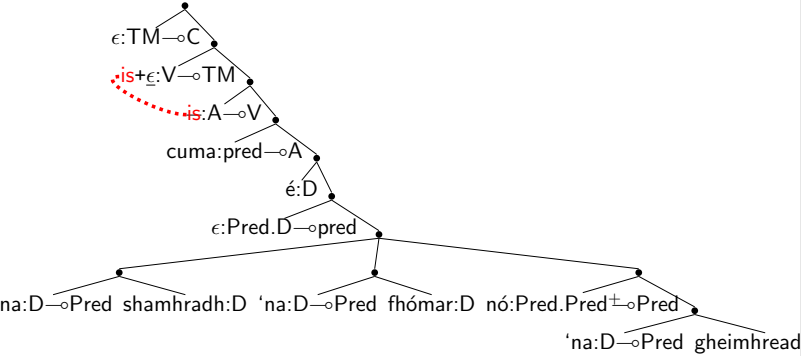 ϵ:TM⊸C
is+ϵ:V⊸TM
is:A⊸V
cuma:pred⊸A
é:D
ϵ:Pred.D⊸pred
na:D⊸Pred shamhradh:D ‘na:D⊸Pred fhómar:D nó:Pred.Pred±⊸Pred
‘na:D⊸Pred gheimhread